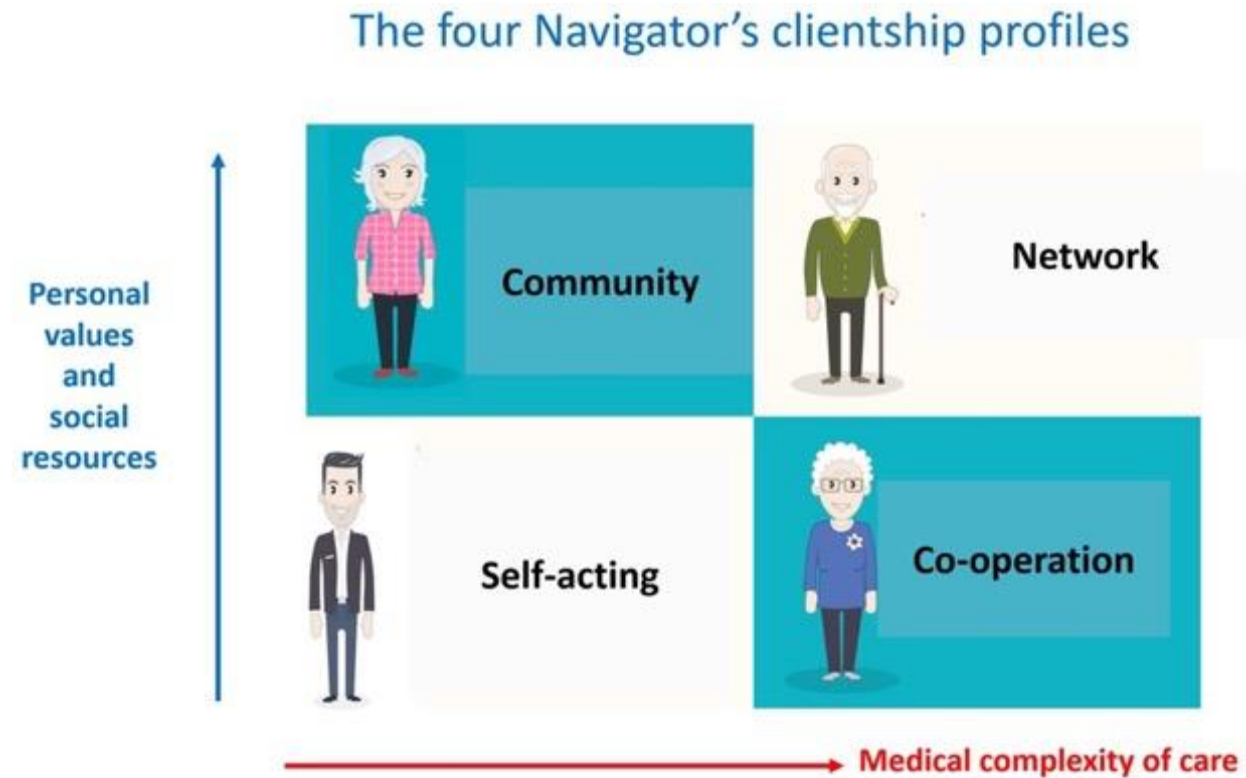 The four Navigator's clientship profiles
Community
Network
Personal
values
and
social
resources
Self-acting
Co-operation
Medical complexity of care